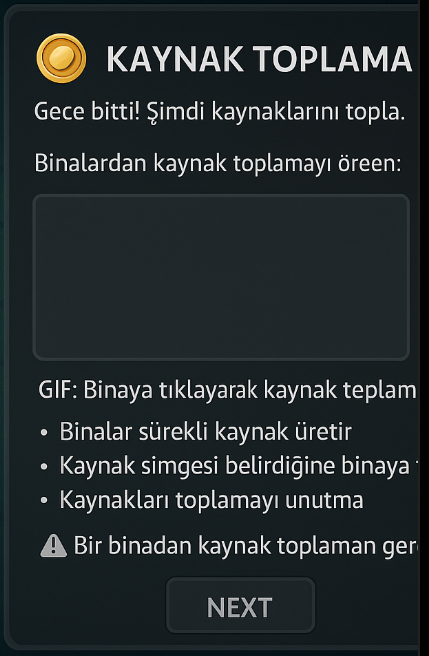 KAYNAK TOPLAMA
Gece bitti! Şimdi kaynaklarını topla.
Binalardan kaynak toplamayı öreen:
GIF: Binaya tıklayarak kaynak teplam
• Binalar sürekli kaynak üretir
• Kaynak simgesi belirdiğine binaya
• Kaynakları toplamayı unutma
Bir binadan kaynak toplaman ger
NEXT